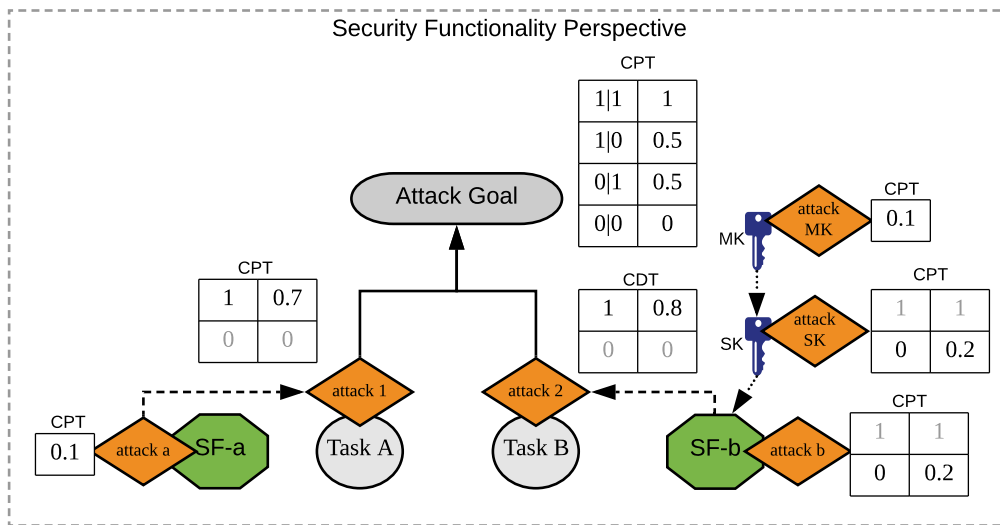 Security Functionality Perspective
CPT
1|1 1
1|0 0.5
0|1 0.5
0|0 0
Attack Goal
attack
MK
MK
CPT
0.1
CPT
1 0.7
0 0
CDT
1 0.8
0 0
attack
SK
SK
CPT
1 1
0 0.2
attack 1
attack 2
CPT
0.1
attack a
SF-a
Task A
Task B
SF-b
attack b
CPT
1 1
0 0.2